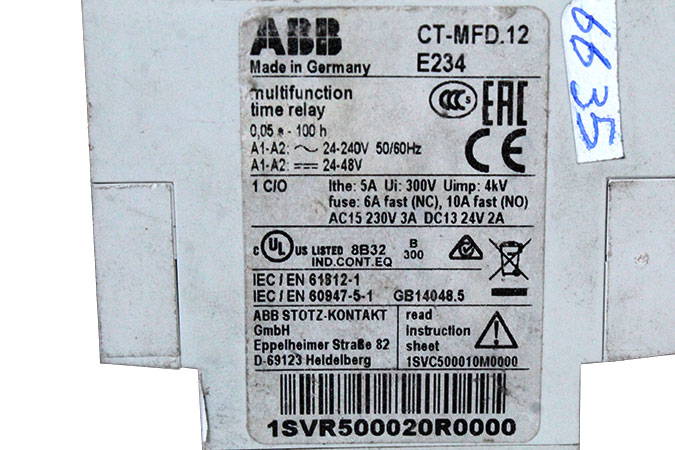 ABB
CT-MFD.12
Made in Germany
E234
multifunction
time relay
0,05 s - 100 h
A1-A2: 24-240V 50/60Hz
A1-A2: 24-48V
CCC S EAC
CE
1 C/O
Ithe: 5A Ui: 300V Uimp: 4kV
fuse: 6A fast (NC), 10A fast (NO)
AC15 230V 3A DC13 24V 2A
C UL US LISTED 8B32
IND.CONT.EQ
B
300
IEC / EN 61812-1
IEC / EN 60947-5-1 GB14048.5
ABB STOTZ-KONTAKT
GmbH
Eppelheimer Straße 82
D-69123 Heidelberg
read
instruction
sheet
1SVC500010M0000
1SVR500020R0000
6635